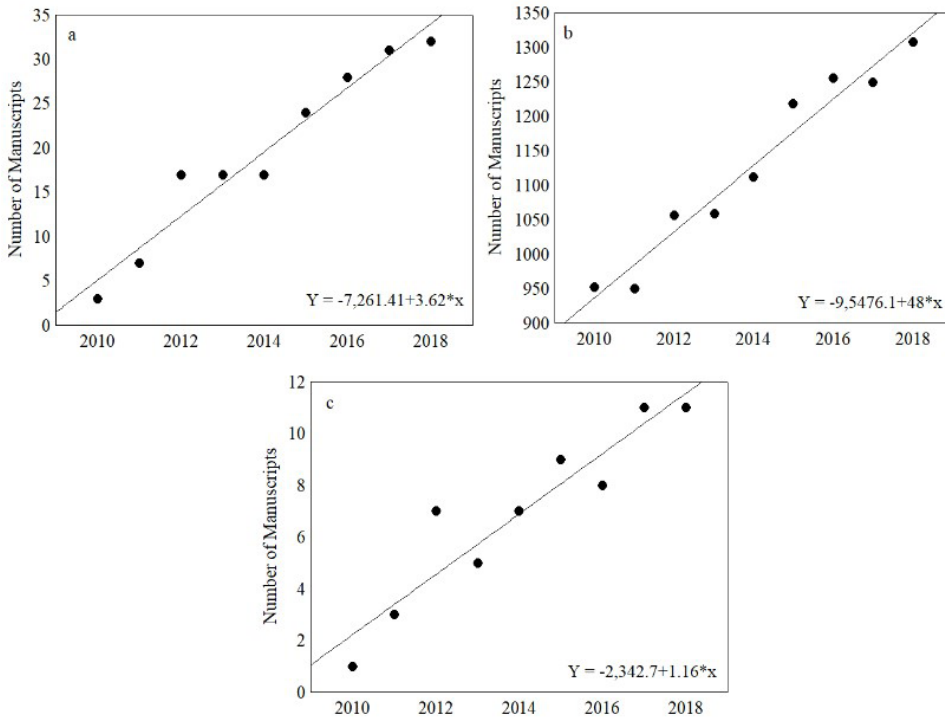 a
Number of Manuscripts
35
30
25
20
15
10
5
0
2010 2012 2014 2016 2018
Y = -7,261.41+3.62*x
b
Number of Manuscripts
1350
1300
1250
1200
1150
1100
1050
1000
950
900
2010 2012 2014 2016 2018
Y = -9,5476.1+48*x
c
Number of Manuscripts
12
10
8
6
4
2
0
2010 2012 2014 2016 2018
Y = -2,342.7+1.16*x